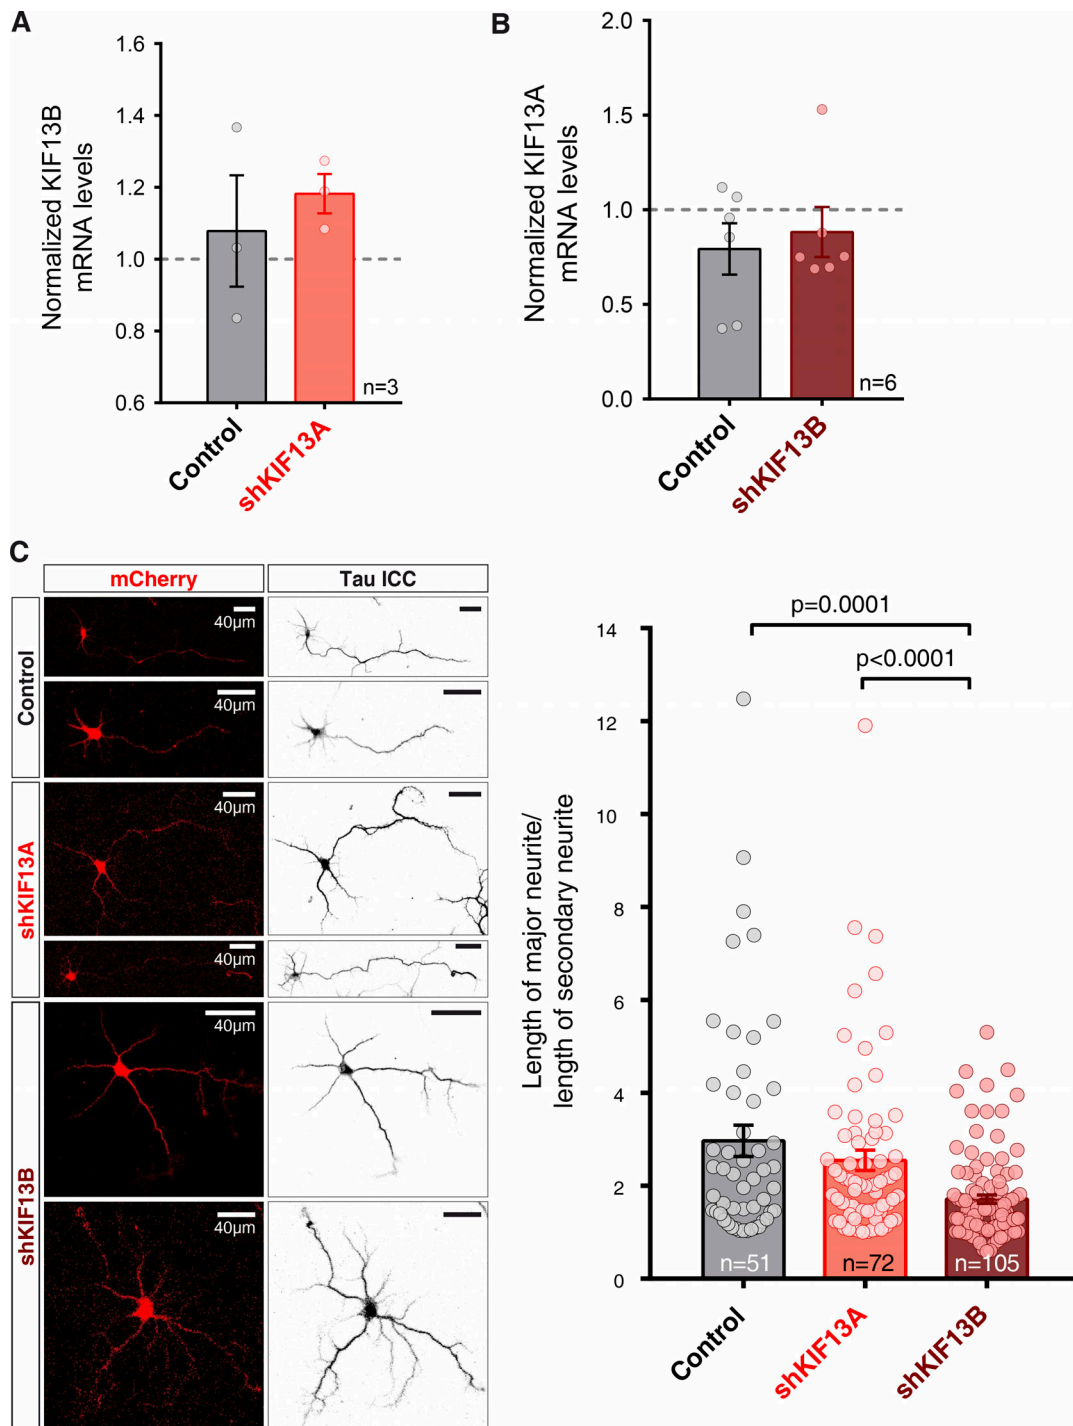 A
Normalized KIF13B
mRNA levels
1.6
1.4
1.2
1.0
0.8
0.6
n=3
Control
shKIF13A
B
Normalized KIF13A
mRNA levels
2.0
1.5
1.0
0.5
0.0
n=6
Control
shKIF13B
C
mCherry
Tau ICC
Control
40µm
40µm
shKIF13A
40µm
40µm
shKIF13B
40µm
40µm
Length of major neurite/
length of secondary neurite
p=0.0001
p<0.0001
14
12
10
8
6
4
2
0
n=51
n=72
n=105
Control
shKIF13A
shKIF13B